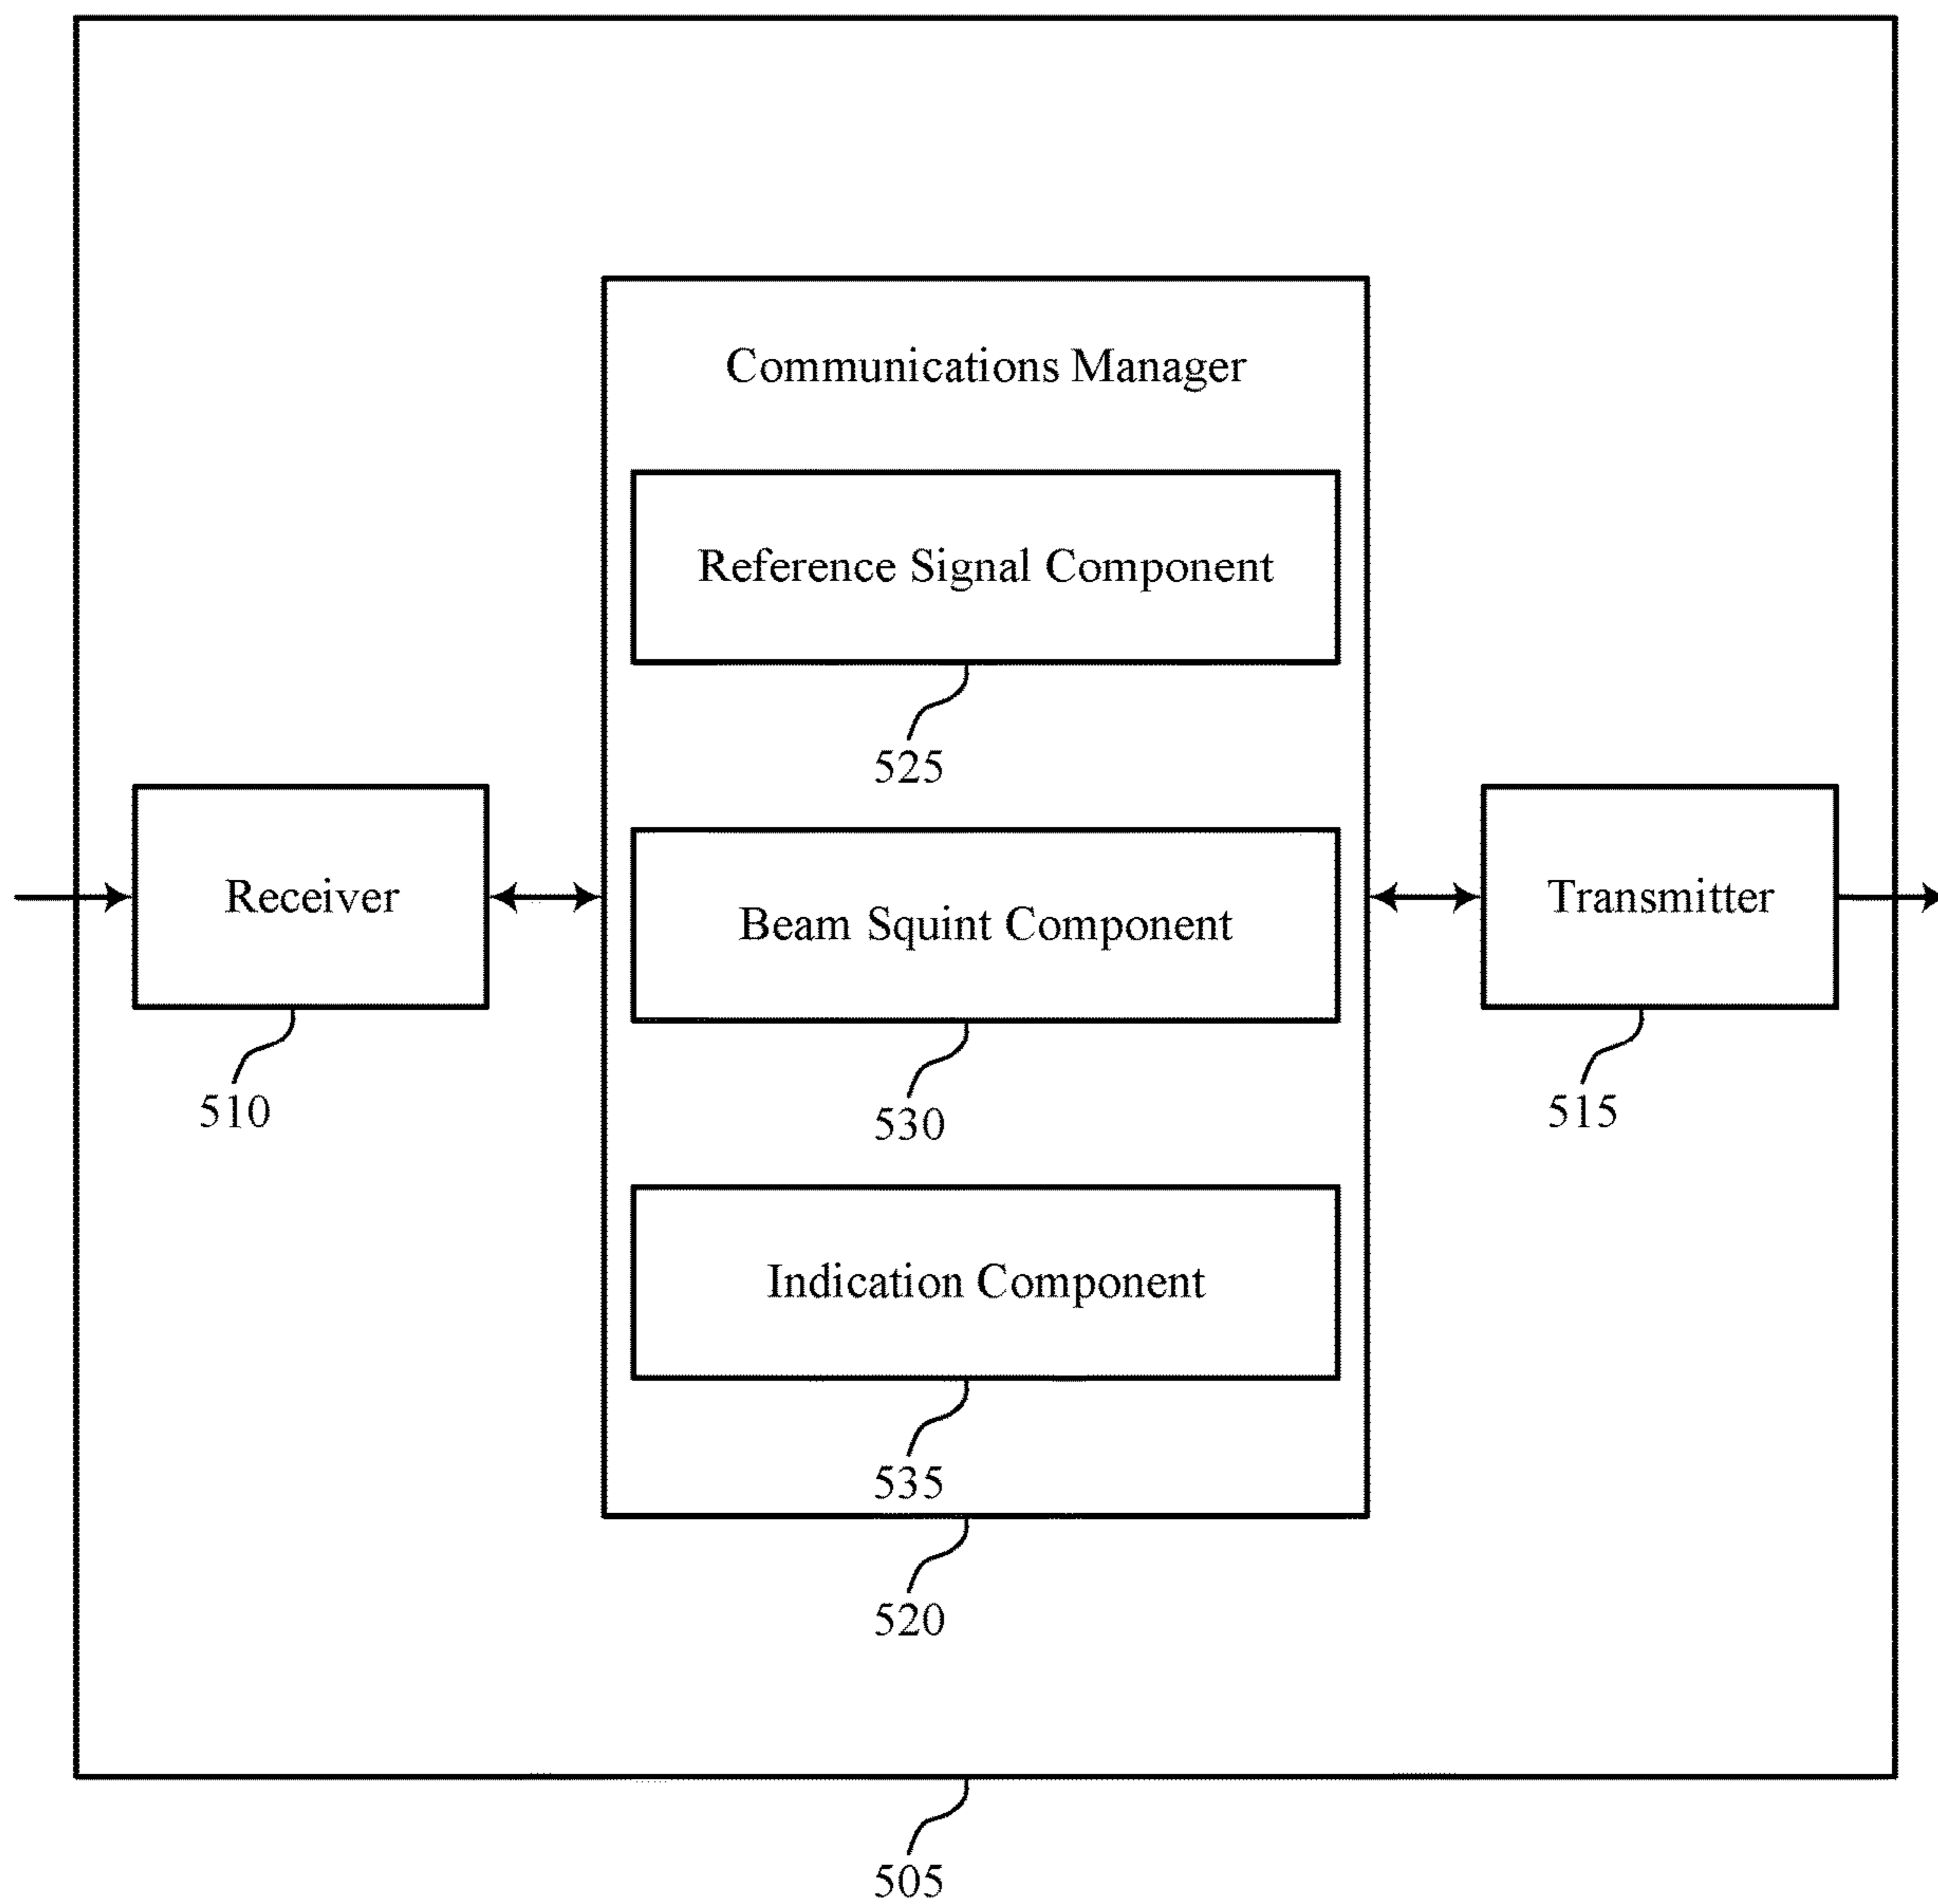 Communications Manager
Reference Signal Component
525
Receiver
510
Beam Squint Component
530
Transmitter
515
Indication Component
535
520
505